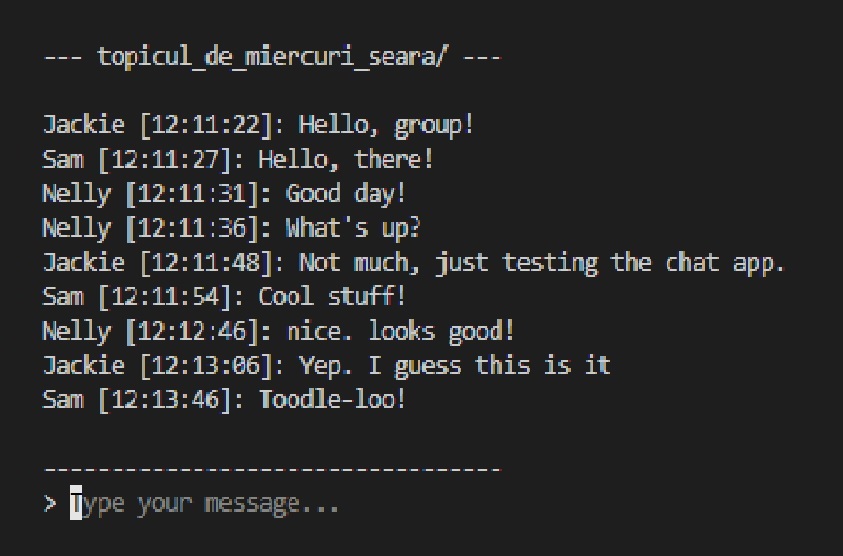 --- topicul_de_miercuri_seara/ ---
Jackie [12:11:22]: Hello, group!
Sam [12:11:27]: Hello, there!
Nelly [12:11:31]: Good day!
Nelly [12:11:36]: What's up?
Jackie [12:11:48]: Not much, just testing the chat app.
Sam [12:11:54]: Cool stuff!
Nelly [12:12:46]: nice. looks good!
Jackie [12:13:06]: Yep. I guess this is it
Sam [12:13:46]: Toodle-loo!
----------------------------------
> Type your message...